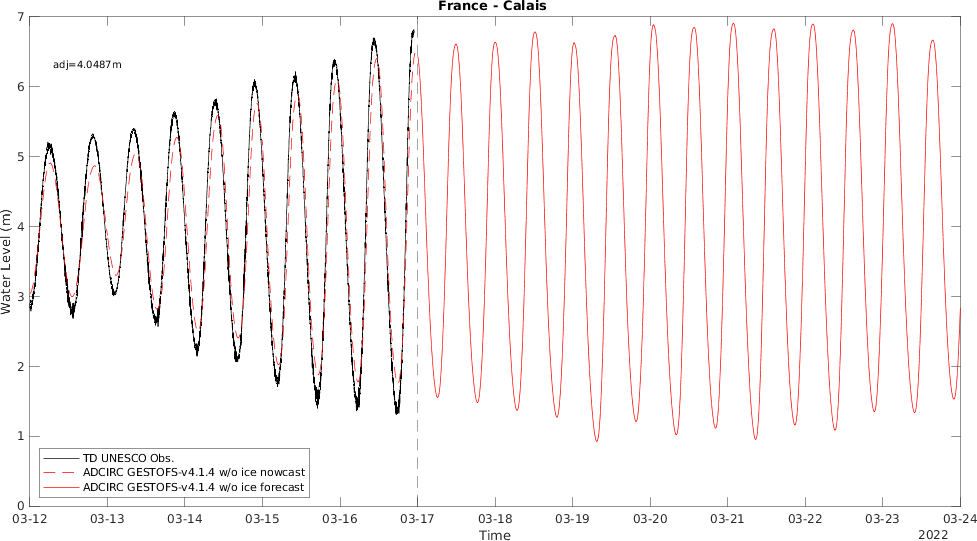 France - Calais
adj=4.0487m
7
6
5
4
3
2
1
0
Water Level (m)
TD UNESCO Obs.
ADCIRC GESTOFS-v4.1.4 w/o ice nowcast
ADCIRC GESTOFS-v4.1.4 w/o ice forecast
03-12 03-13 03-14 03-15 03-16 03-17 03-18 03-19 03-20 03-21 03-22 03-23 03-24
Time
2022